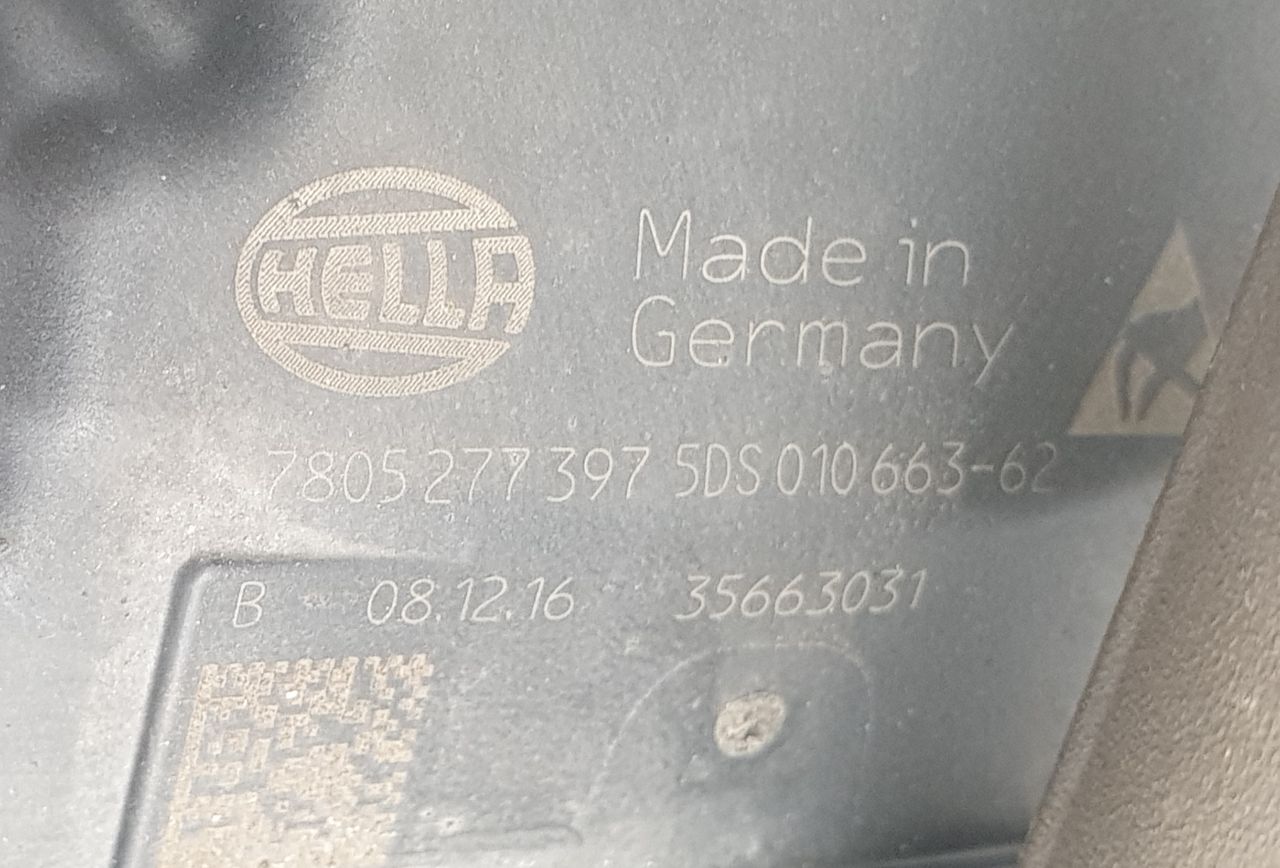 HELLA
Made in
Germany
7805 277 397 5DS 010 663-62
B 08.12.16 35663031